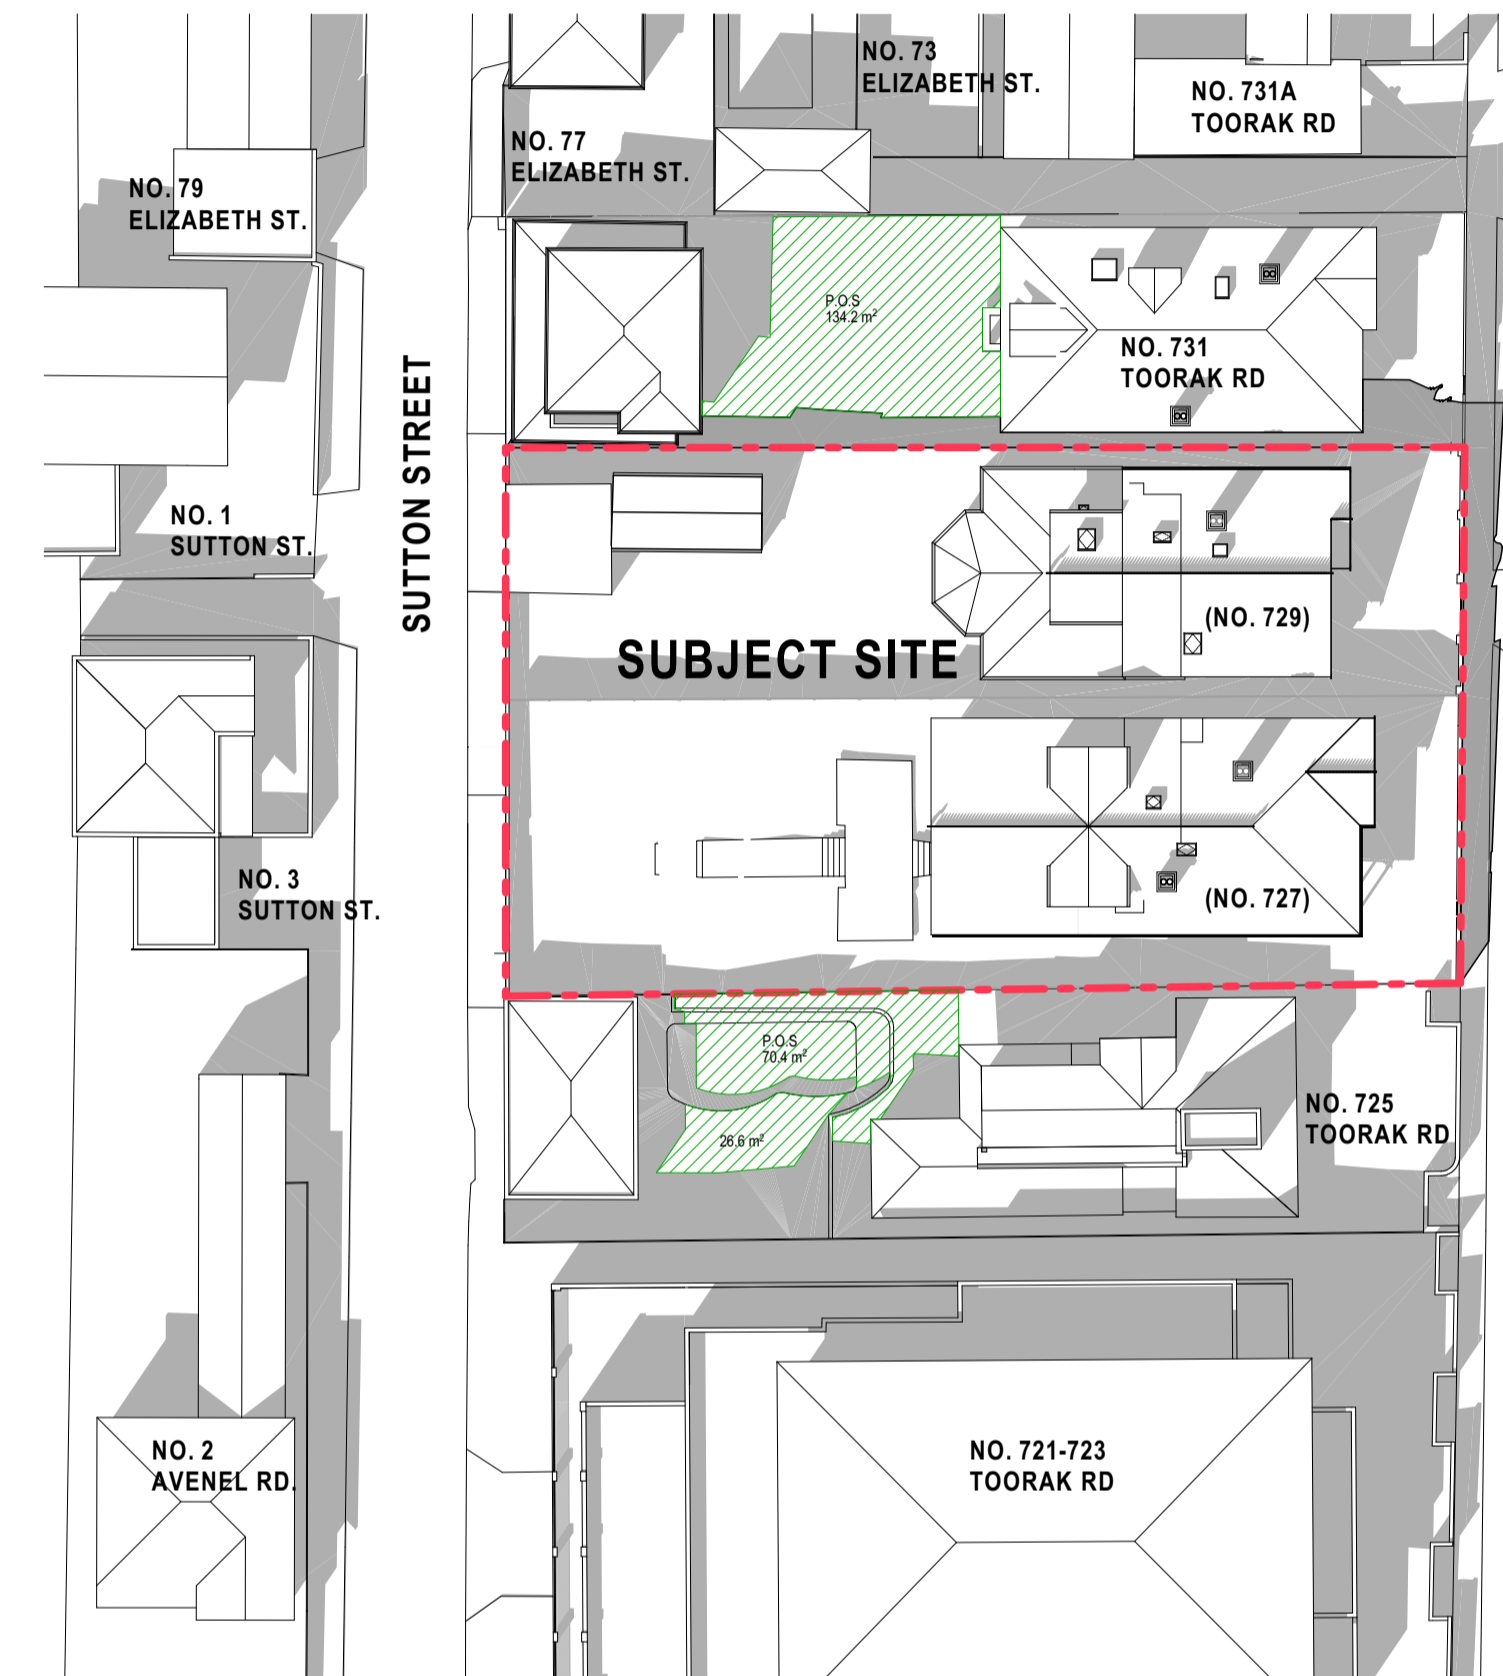 NO. 73
ELIZABETH ST.
NO. 731A
TOORAK RD
NO. 77
ELIZABETH ST.
NO. 79
ELIZABETH ST.
P.O.S
134.2 m²
NO. 731
TOORAK RD
SUTTON STREET
NO. 1
SUTTON ST.
(NO. 729)
SUBJECT SITE
NO. 3
SUTTON ST.
(NO. 727)
P.O.S
70.4 m²
26.6 m²
NO. 725
TOORAK RD
NO. 2
AVENEL RD.
NO. 721-723
TOORAK RD